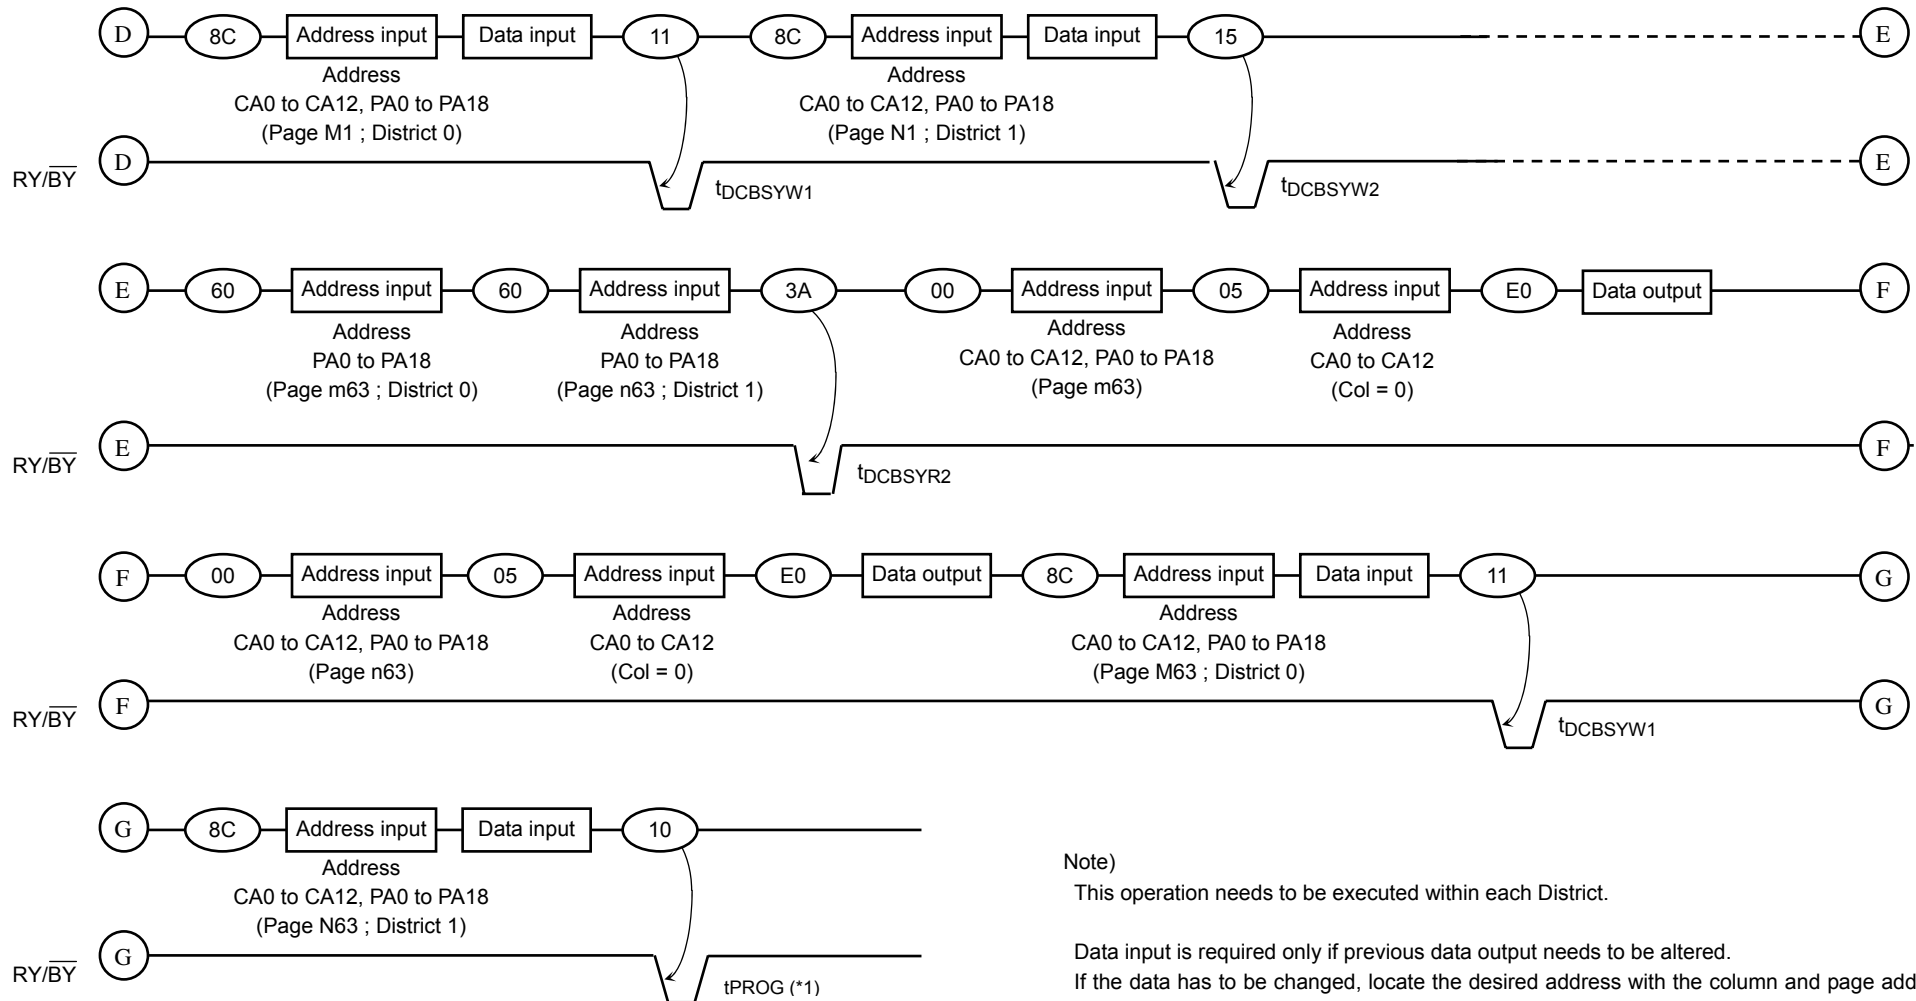 D 8C Address input Data input 11 8C Address input Data input 15 E
Address Address
CA0 to CA12, PA0 to PA18 CA0 to CA12, PA0 to PA18
(Page M1 ; District 0) (Page N1 ; District 1)
RY/BY D tDCBSYW1 tDCBSYW2 E
E 60 Address input 60 Address input 3A 00 Address input 05 Address input E0 Data output F
Address Address Address Address
PA0 to PA18 PA0 to PA18 CA0 to CA12, PA0 to PA18 CA0 to CA12
(Page m63 ; District 0) (Page n63 ; District 1) (Page m63) (Col = 0)
RY/BY E tDCBSYR2 F
F 00 Address input 05 Address input E0 Data output 8C Address input Data input 11 G
Address Address Address
CA0 to CA12, PA0 to PA18 CA0 to CA12 CA0 to CA12, PA0 to PA18
(Page n63) (Col = 0) (Page M63 ; District 0)
RY/BY F tDCBSYW1 G
G 8C Address input Data input 10
Address
CA0 to CA12, PA0 to PA18
(Page N63 ; District 1)
RY/BY G tPROG (*1)
Note)
This operation needs to be executed within each District.
Data input is required only if previous data output needs to be altered.
If the data has to be changed, locate the desired address with the column and page add